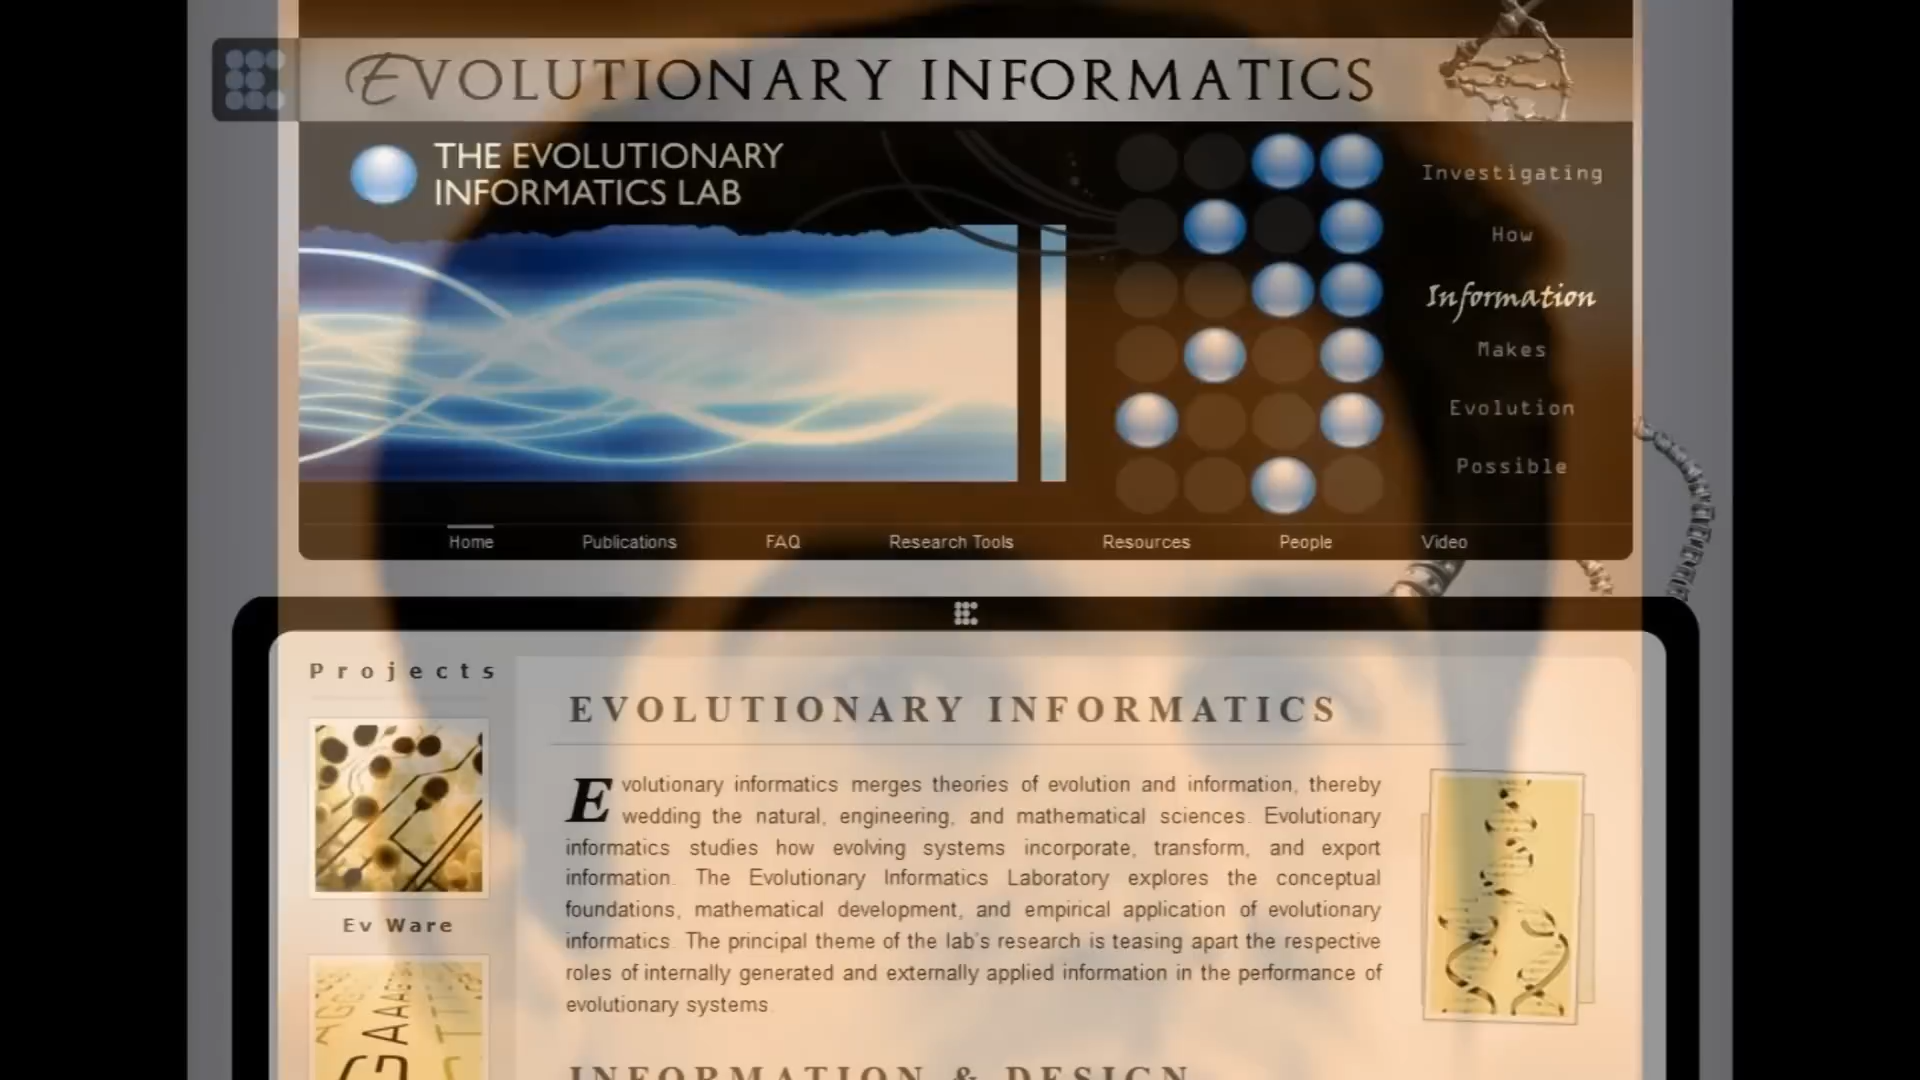 EVOLUTIONARY INFORMATICS
THE EVOLUTIONARY
INFORMATICS LAB
Investigating
How
Information
Makes
Evolution
Possible
Home Publications FAQ Research Tools Resources People Video
Projects
Ev Ware
EVOLUTIONARY INFORMATICS
Evolutionary informatics merges theories of evolution and information, thereby
wedding the natural, engineering, and mathematical sciences. Evolutionary
informatics studies how evolving systems incorporate, transform, and export
information. The Evolutionary Informatics Laboratory explores the conceptual
foundations, mathematical development, and empirical application of evolutionary
informatics. The principal theme of the lab's research is teasing apart the respective
roles of internally generated and externally applied information in the performance of
evolutionary systems.
INFORMATION & DESIGN